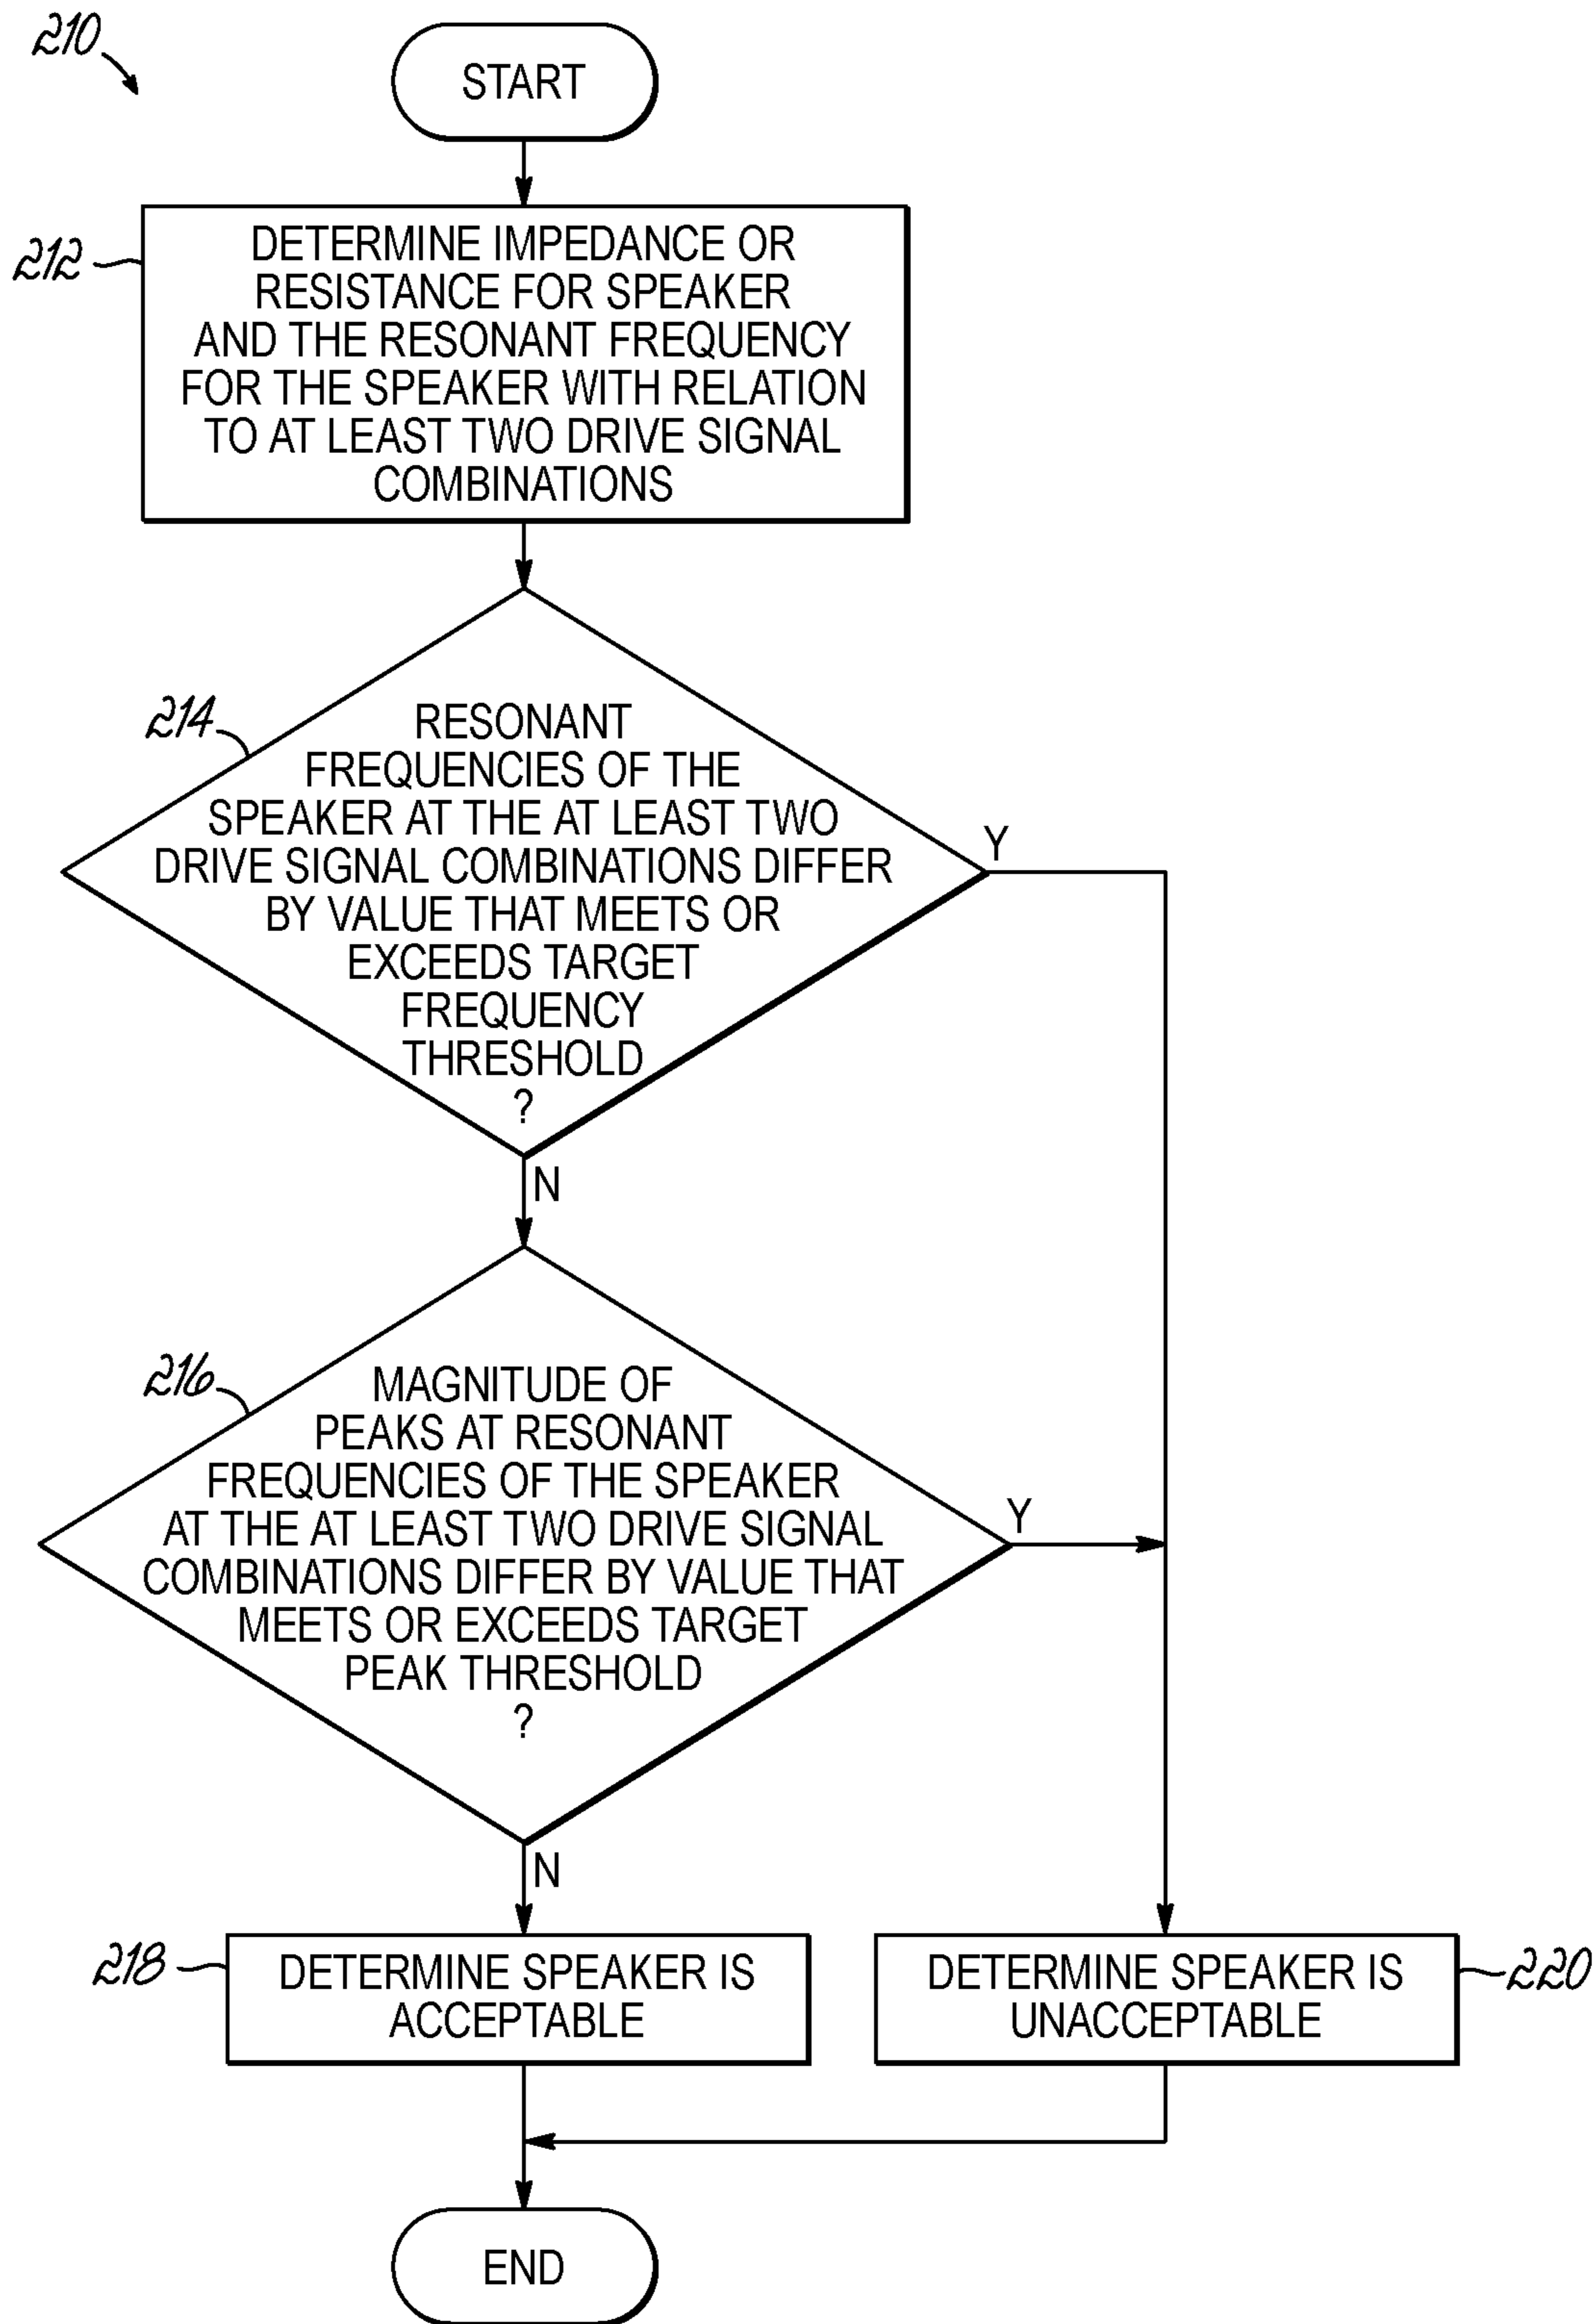 210
START
212
DETERMINE IMPEDANCE OR
RESISTANCE FOR SPEAKER
AND THE RESONANT FREQUENCY
FOR THE SPEAKER WITH RELATION
TO AT LEAST TWO DRIVE SIGNAL
COMBINATIONS
214
RESONANT
FREQUENCIES OF THE
SPEAKER AT THE AT LEAST TWO
DRIVE SIGNAL COMBINATIONS DIFFER
BY VALUE THAT MEETS OR
EXCEEDS TARGET
FREQUENCY
THRESHOLD
?
Y
N
216
MAGNITUDE OF
PEAKS AT RESONANT
FREQUENCIES OF THE SPEAKER
AT THE AT LEAST TWO DRIVE SIGNAL
COMBINATIONS DIFFER BY VALUE THAT
MEETS OR EXCEEDS TARGET
PEAK THRESHOLD
?
Y
N
218
DETERMINE SPEAKER IS
ACCEPTABLE
DETERMINE SPEAKER IS
UNACCEPTABLE
220
END